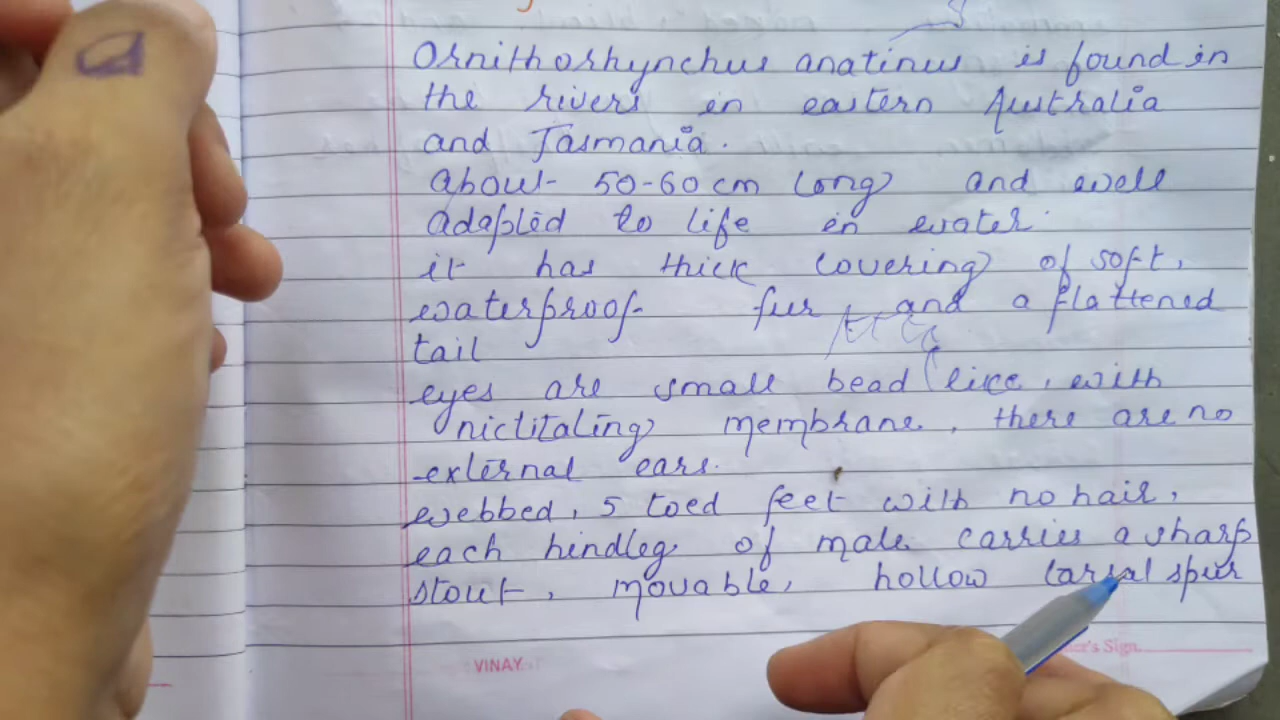 Ornithorhynchus anatinus is found in
the rivers in eastern Australia
and Tasmania.
About 50-60 cm long and well
adapted to life in water.
it has thick covering of soft,
waterproof fur and a flattened
tail
eyes are small bead like, with
nictitating membrane, there are no
external ears.
webbed, 5 toed feet with no hair,
each hindleg of male carries a sharp
stout, movable, hollow tarsal spur
VINAY
's Sign.